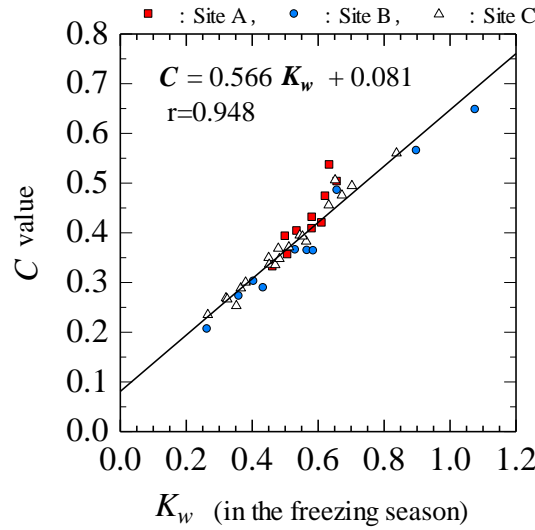 : Site A, : Site B, : Site C
0.8
C = 0.566 K_w + 0.081
0.7
r=0.948
0.6
0.5
0.4
0.3
0.2
0.1
0.0
C value
0.0 0.2 0.4 0.6 0.8 1.0 1.2
K_w (in the freezing season)